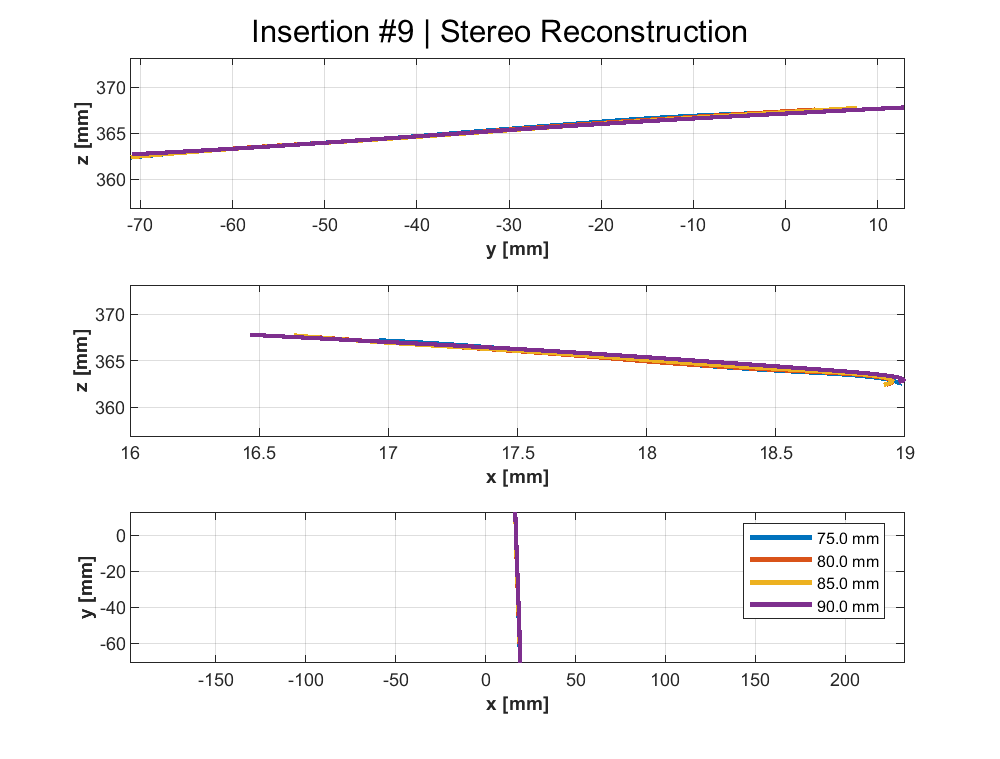 Insertion #9 | Stereo Reconstruction
370
365
360
z [mm]
-70 -60 -50 -40 -30 -20 -10 0 10
y [mm]
370
365
360
z [mm]
16 16.5 17 17.5 18 18.5 19
x [mm]
0
-20
-40
-60
y [mm]
75.0 mm
80.0 mm
85.0 mm
90.0 mm
-150 -100 -50 0 50 100 150 200
x [mm]